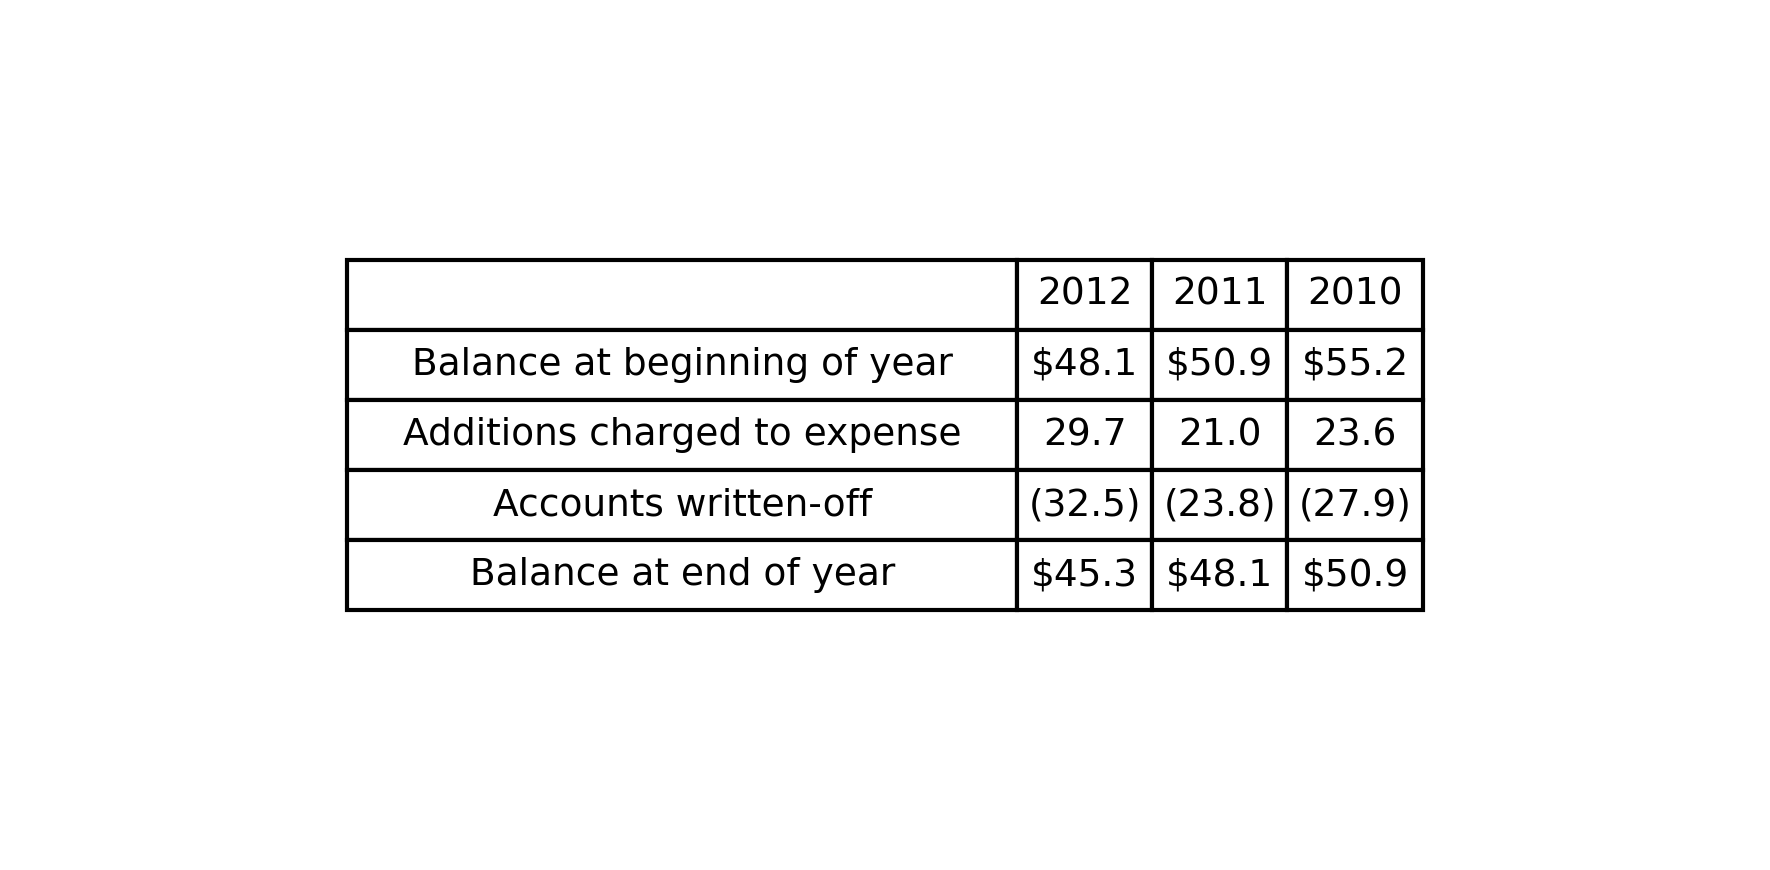 2012 2011 2010
Balance at beginning of year $48.1 $50.9 $55.2
Additions charged to expense 29.7 21.0 23.6
Accounts written-off (32.5) (23.8) (27.9)
Balance at end of year $45.3 $48.1 $50.9